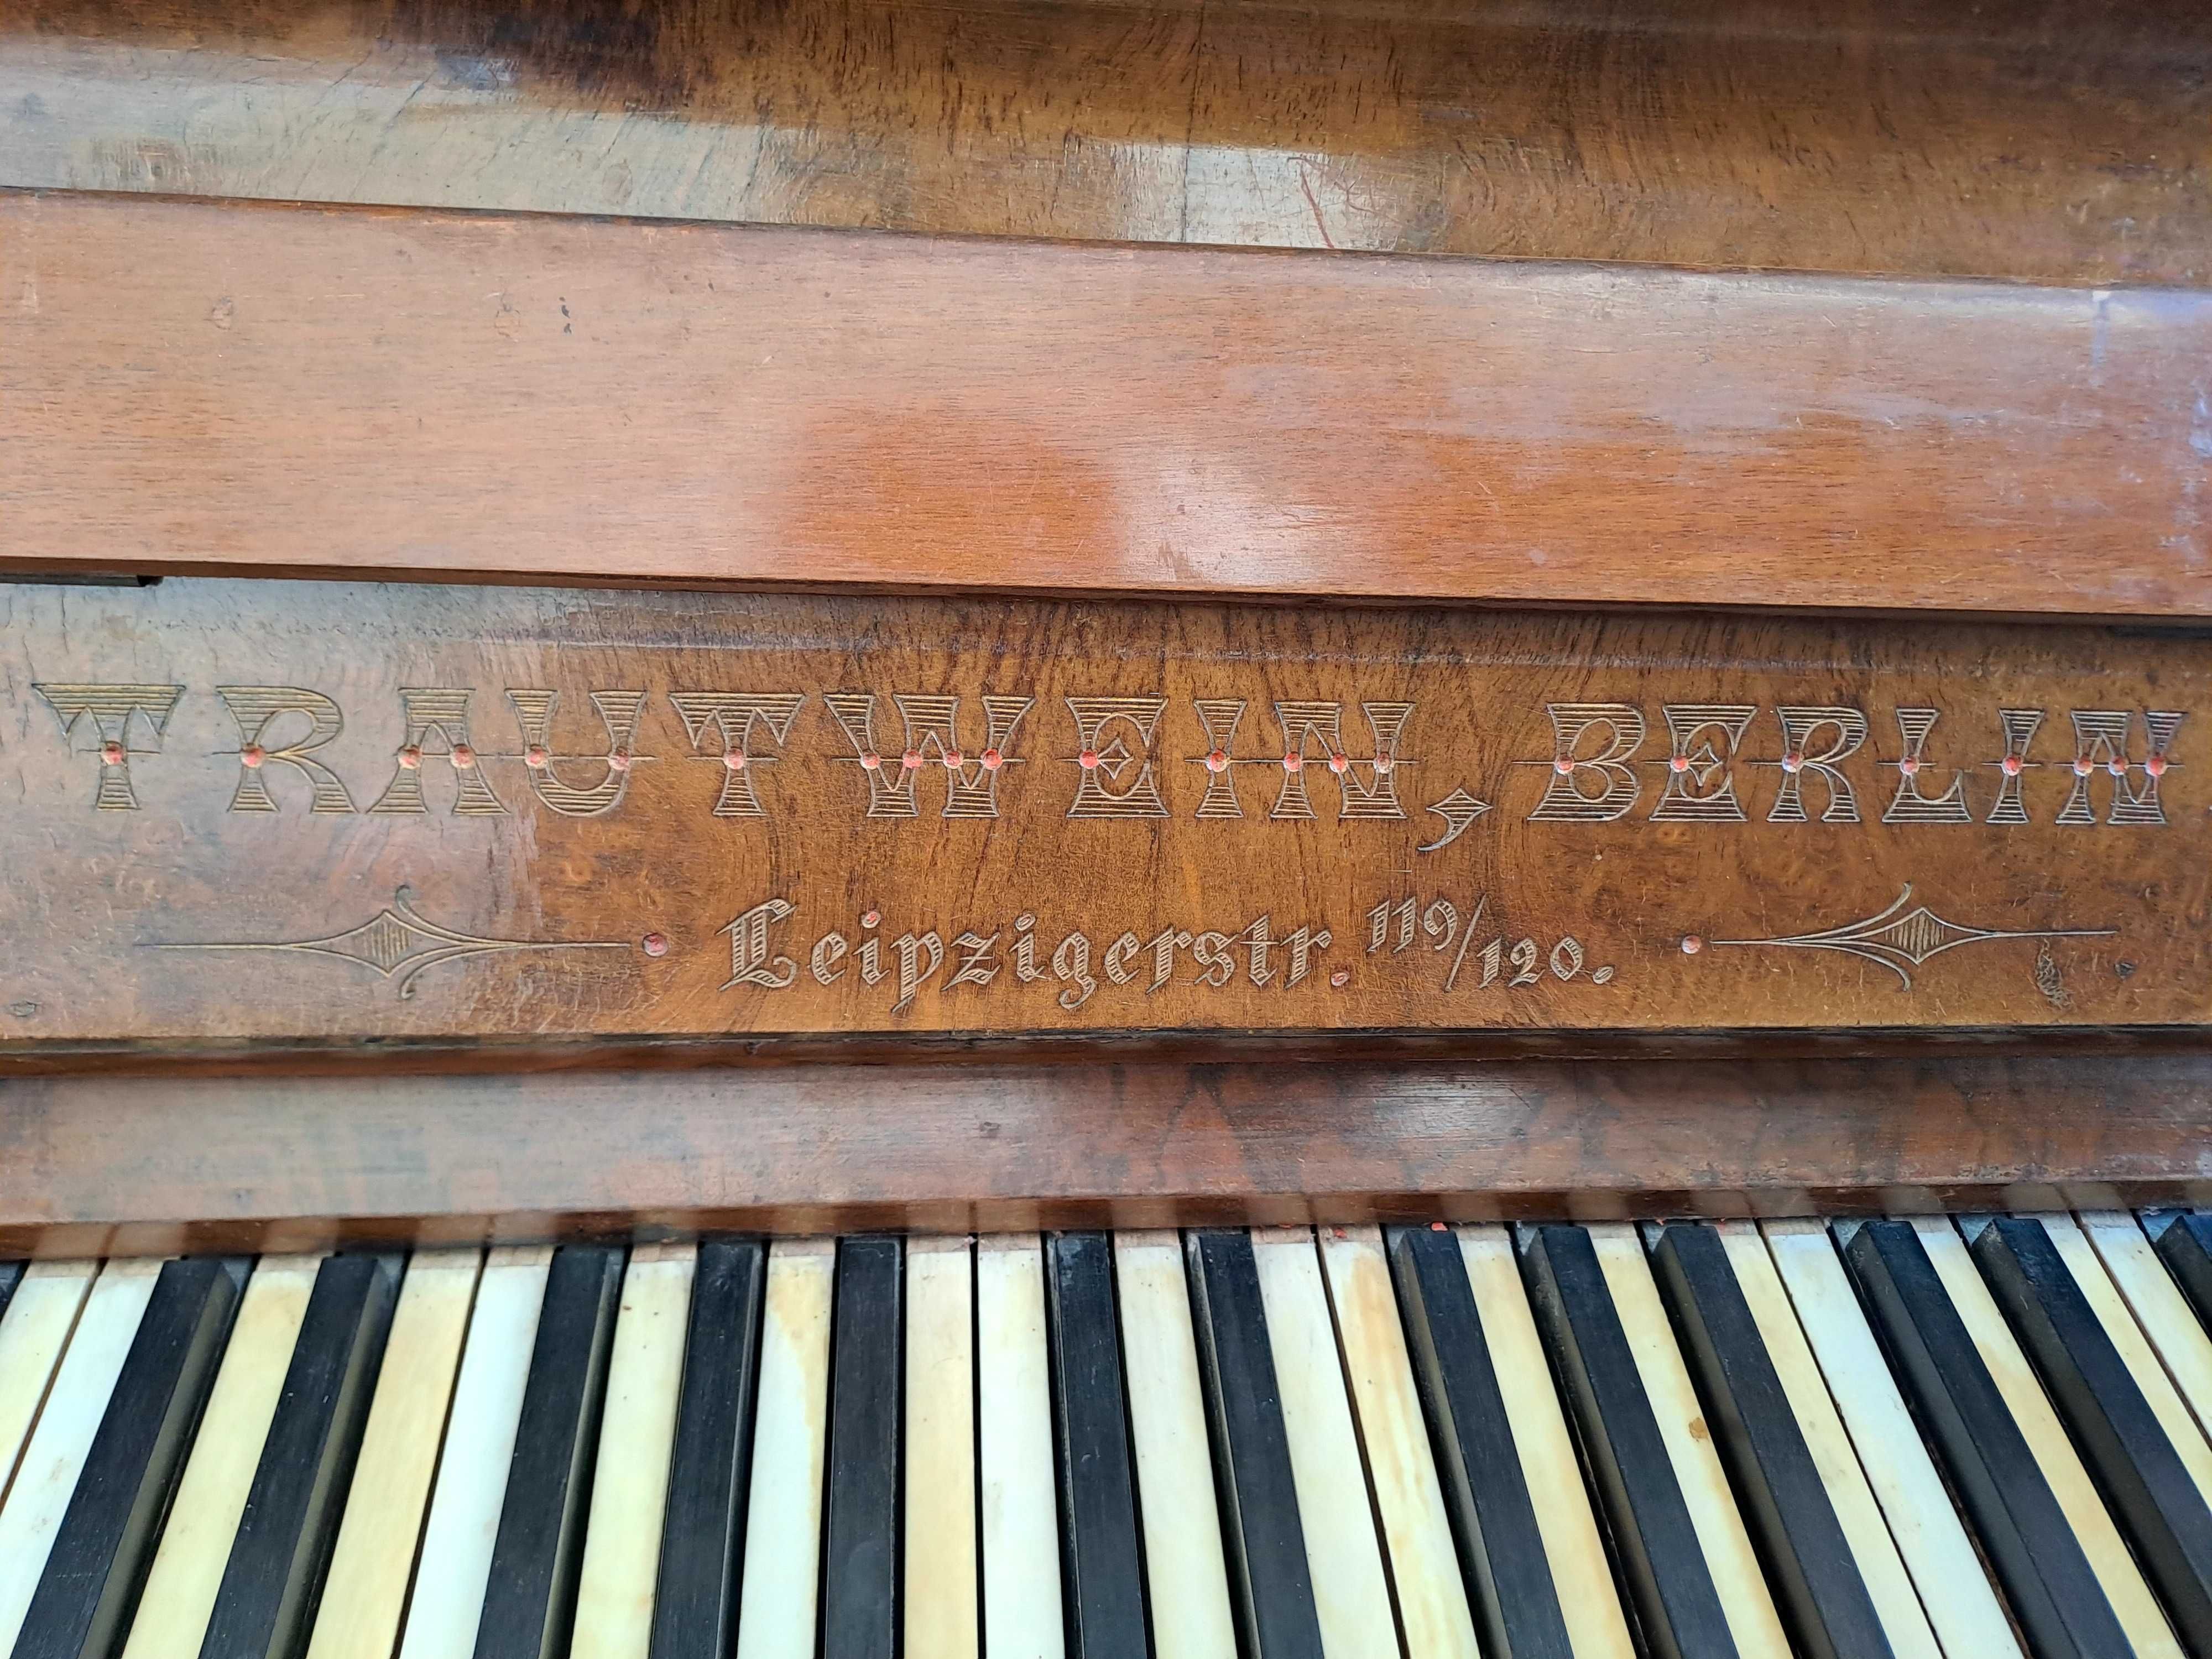 TRAUTWEIN, BERLIN
Leipzigerstr. 119/120.